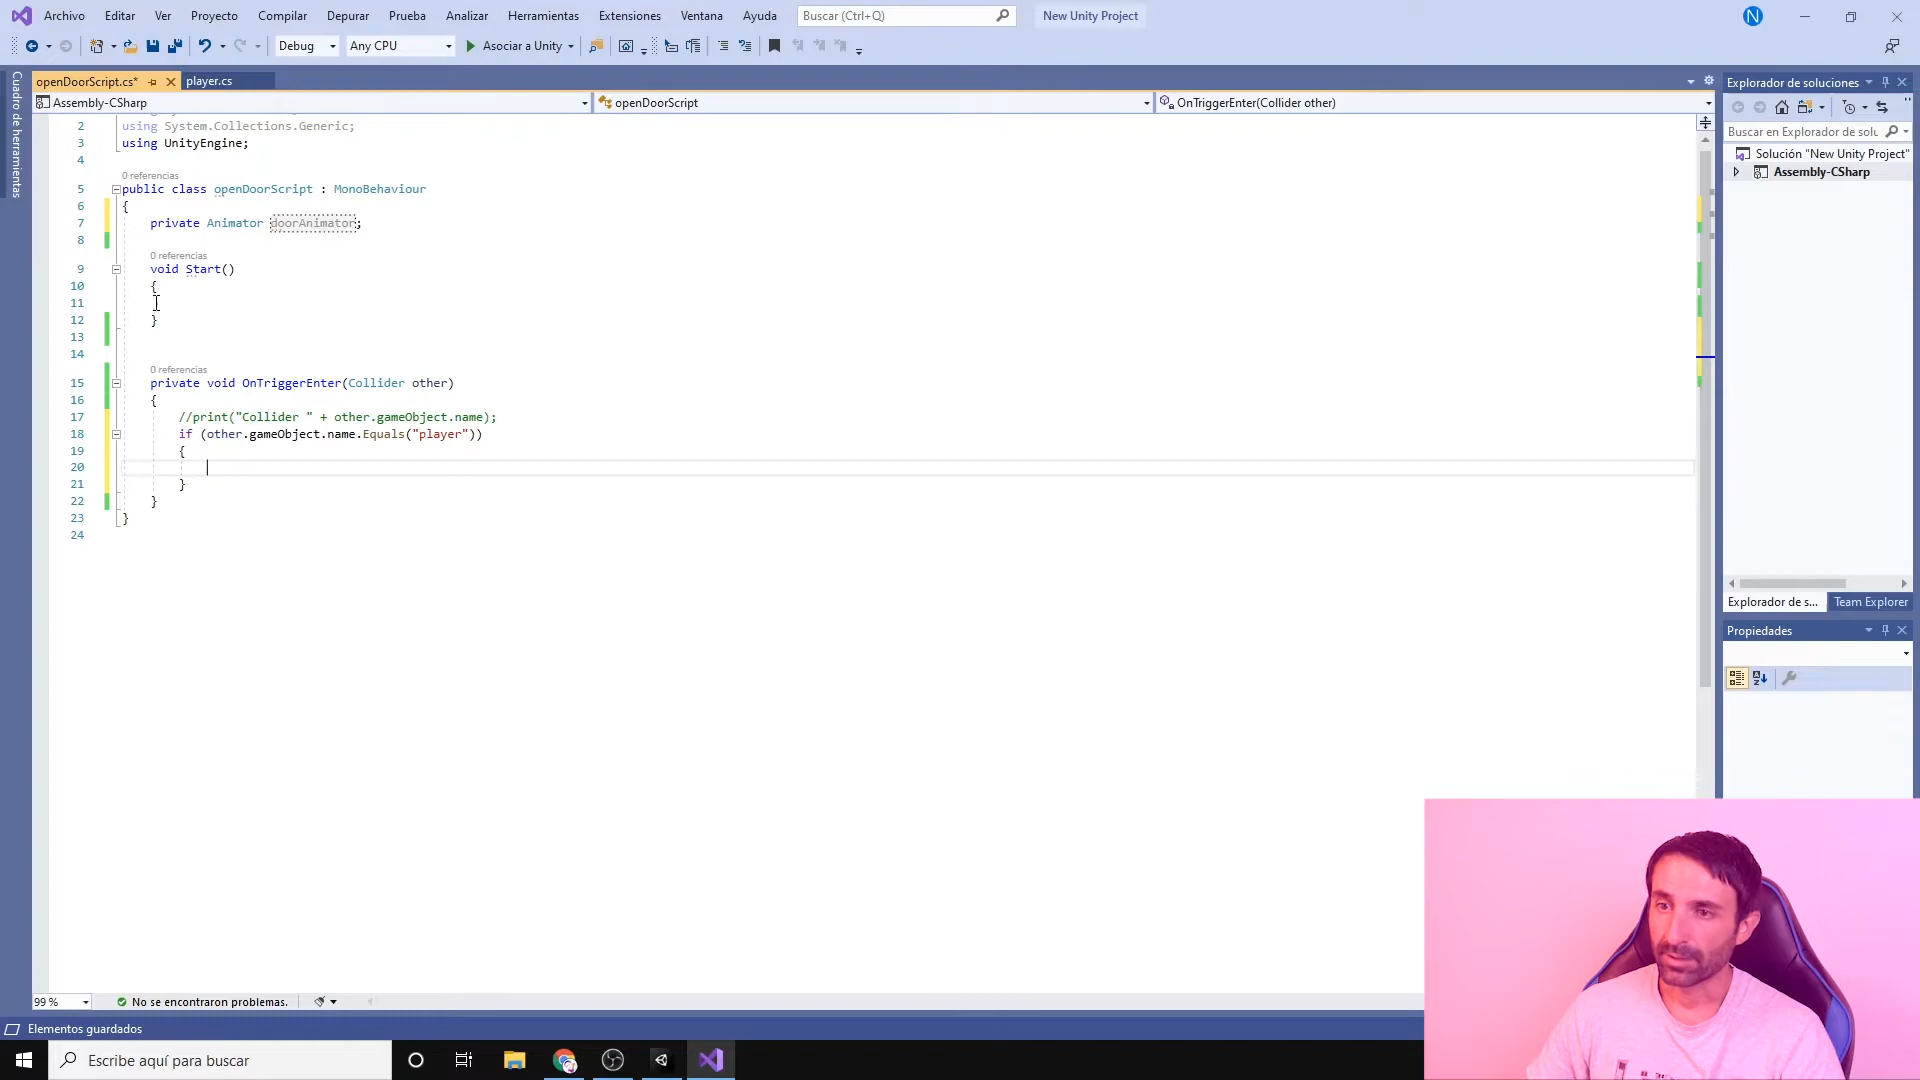 Archivo Editar Ver Proyecto Compilar Depurar Prueba Analizar Herramientas Extensiones Ventana Ayuda Buscar (Ctrl+Q) New Unity Project N
Debug Any CPU Asociar a Unity
Cuadro de herramientas
openDoorScript.cs* player.cs
Assembly-CSharp openDoorScript OnTriggerEnter(Collider other)
2 using System.Collections.Generic;
3 using UnityEngine;
4
0 referencias
5 public class openDoorScript : MonoBehaviour
6 {
7 private Animator doorAnimator;
8
0 referencias
9 void Start()
10 {
11
12 }
13
14
0 referencias
15 private void OnTriggerEnter(Collider other)
16 {
17 //print("Collider " + other.gameObject.name);
18 if (other.gameObject.name.Equals("player"))
19 {
20
21 }
22 }
23 }
24
Explorador de soluciones
Buscar en Explorador de solu
Solución "New Unity Project"
Assembly-CSharp
Explorador de s... Team Explorer
Propiedades
99 % No se encontraron problemas.
Elementos guardados
Escribe aquí para buscar